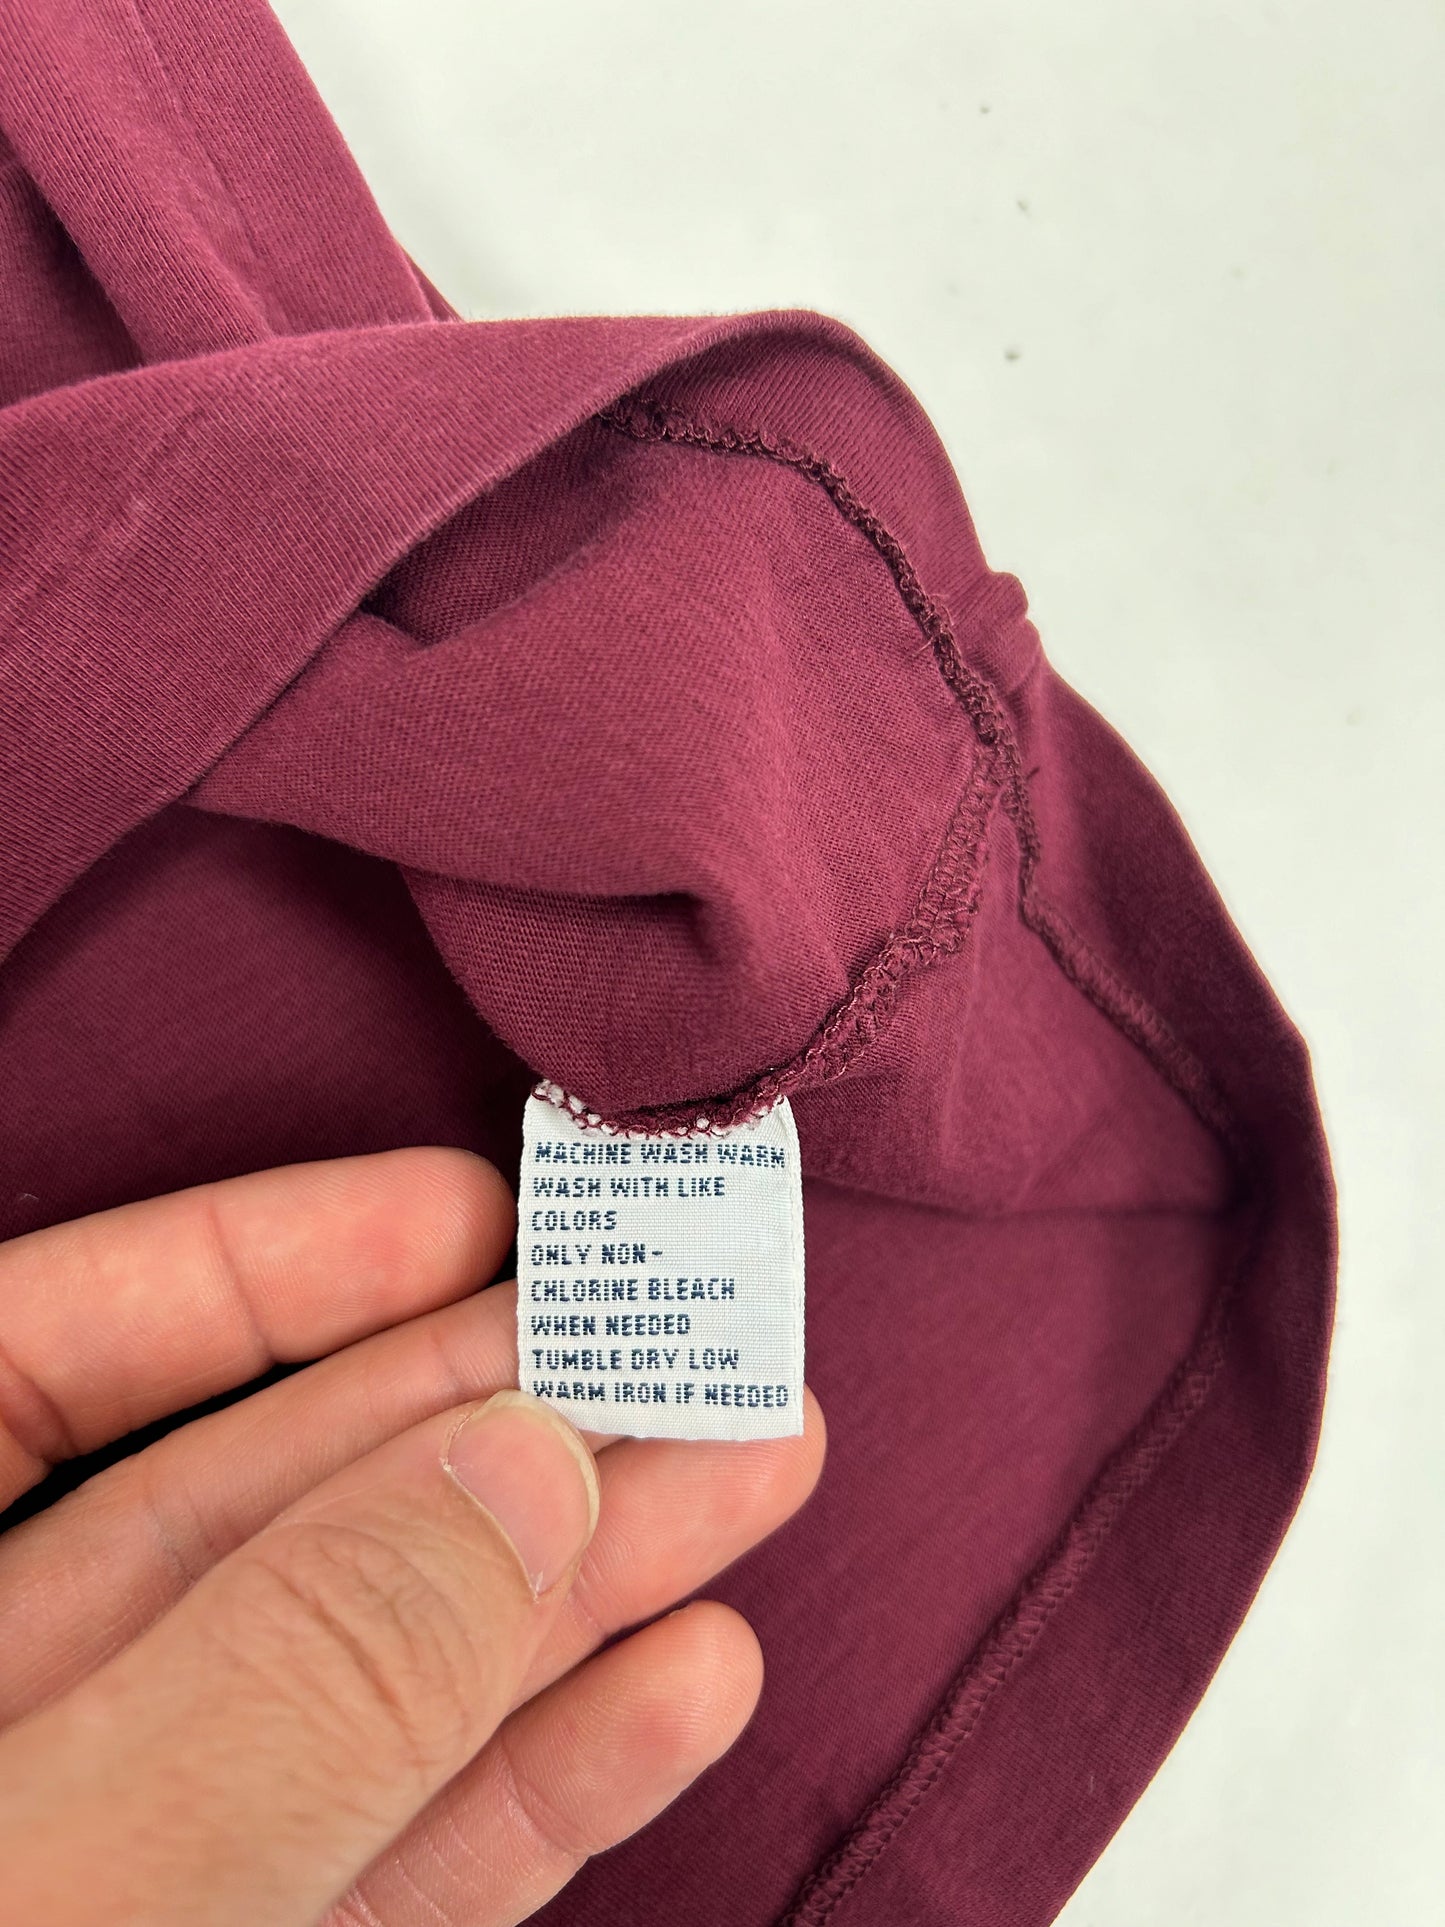 MACHINE WASH WARM
WASH WITH LIKE
COLORS
ONLY NON-
CHLORINE BLEACH
WHEN NEEDED
TUMBLE DRY LOW
WARM IRON IF NEEDED